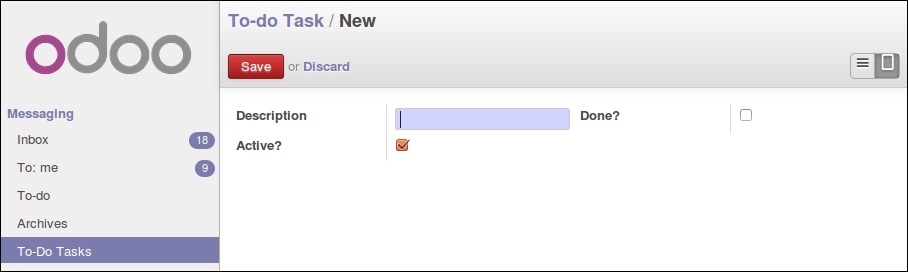 odoo
Messaging
Inbox 18
To: me 9
To-do
Archives
To-Do Tasks
To-do Task / New
Save or Discard
Description Done?
Active?